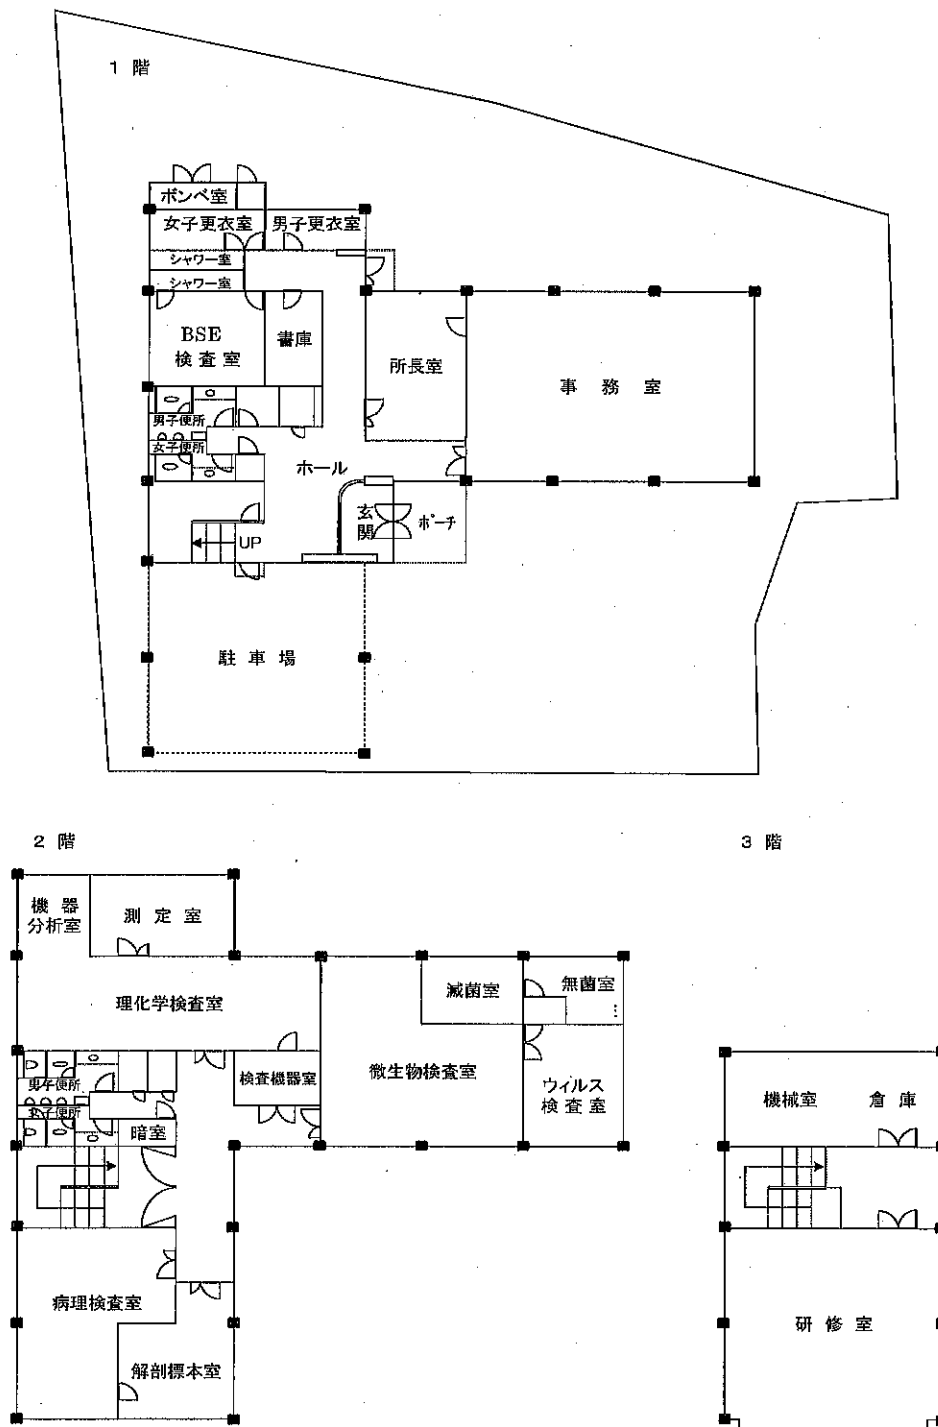 1 階
ボンベ室
女子更衣室
男子更衣室
シャワー室
シャワー室
BSE
検査室
書庫
所長室
事 務 室
男子便所
女子便所
ホール
玄
関
ポーチ
UP
駐 車 場
2 階
3 階
機 器
分析室
測 定 室
理化学検査室
滅菌室
無菌室
検査機器室
微生物検査室
ウィルス
検査室
男子便所
女子便所
暗室
機械室
倉 庫
病理検査室
解剖標本室
研 修 室